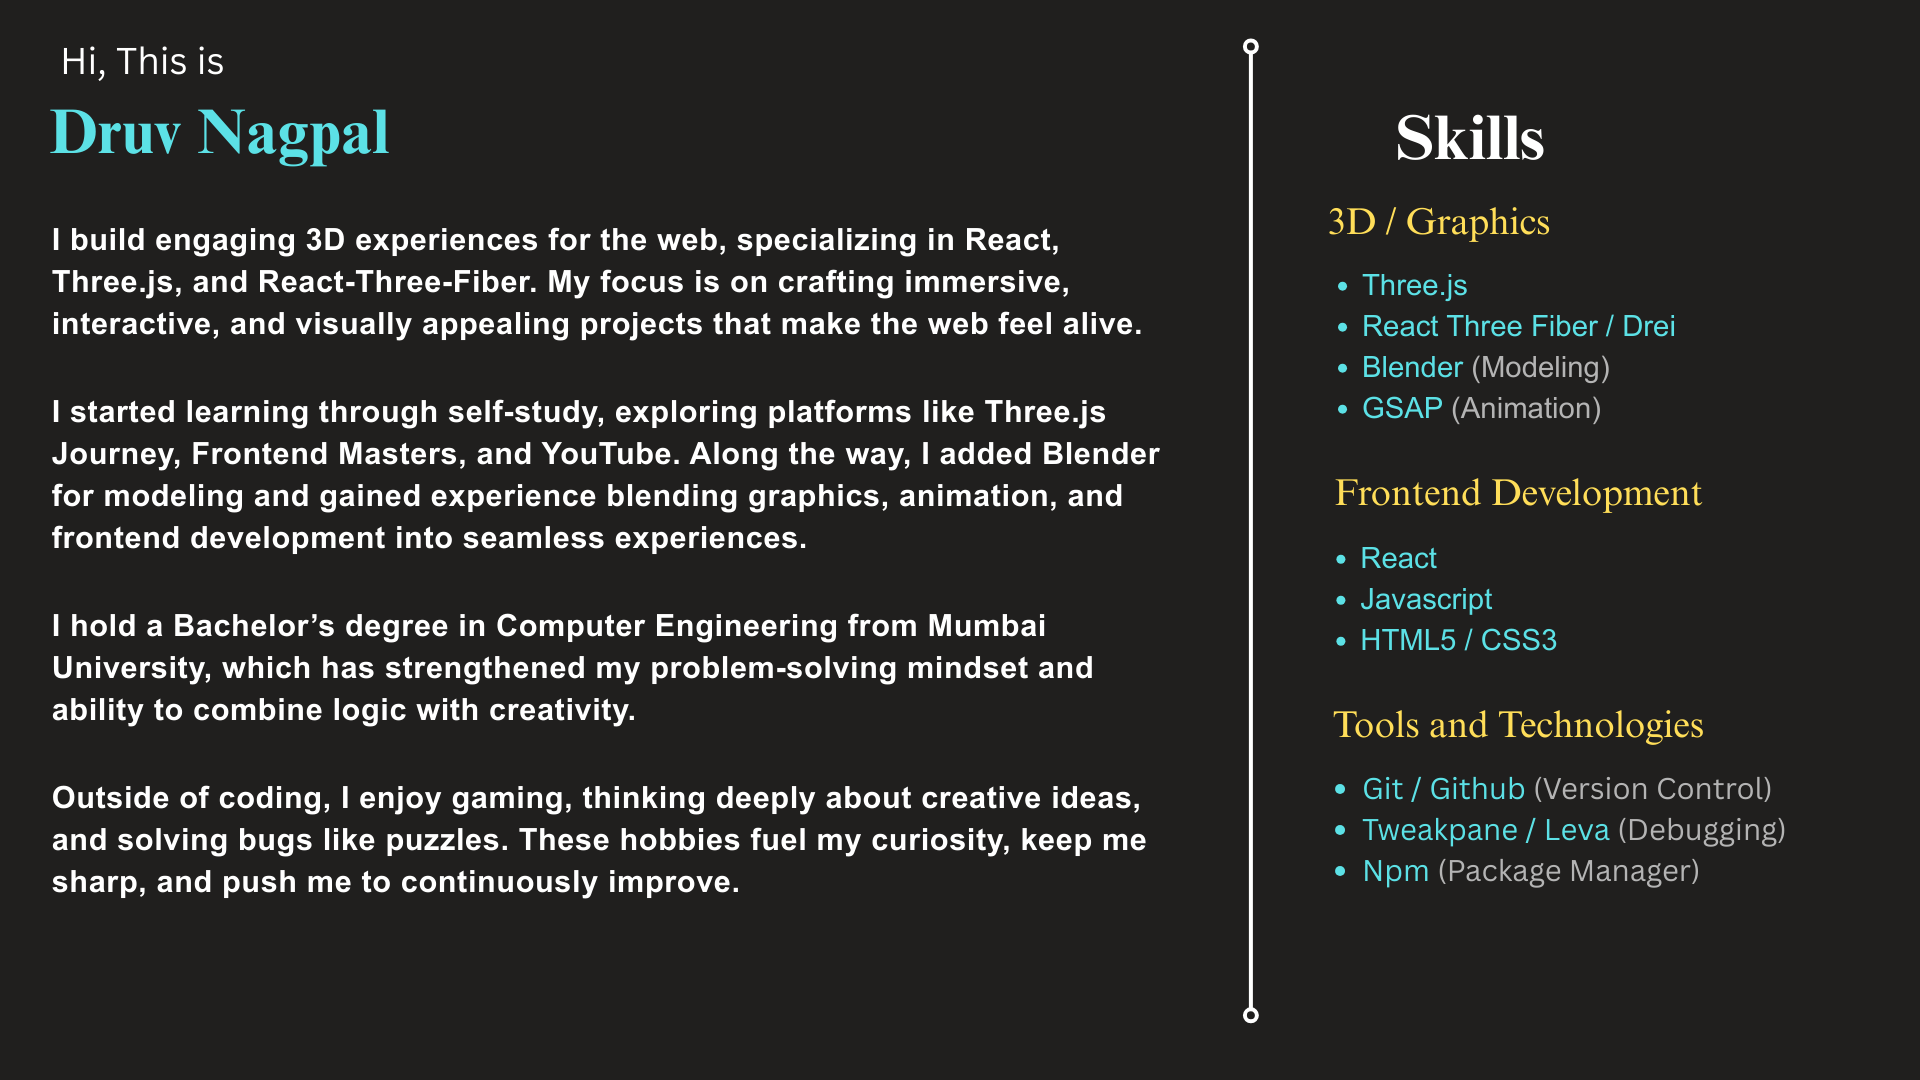 Hi, This is
Druv Nagpal
I build engaging 3D experiences for the web, specializing in React,
Three.js, and React-Three-Fiber. My focus is on crafting immersive,
interactive, and visually appealing projects that make the web feel alive.
I started learning through self-study, exploring platforms like Three.js
Journey, Frontend Masters, and YouTube. Along the way, I added Blender
for modeling and gained experience blending graphics, animation, and
frontend development into seamless experiences.
I hold a Bachelor’s degree in Computer Engineering from Mumbai
University, which has strengthened my problem-solving mindset and
ability to combine logic with creativity.
Outside of coding, I enjoy gaming, thinking deeply about creative ideas,
and solving bugs like puzzles. These hobbies fuel my curiosity, keep me
sharp, and push me to continuously improve.
Skills
3D / Graphics
• Three.js
• React Three Fiber / Drei
• Blender (Modeling)
• GSAP (Animation)
Frontend Development
• React
• Javascript
• HTML5 / CSS3
Tools and Technologies
• Git / Github (Version Control)
• Tweakpane / Leva (Debugging)
• Npm (Package Manager)